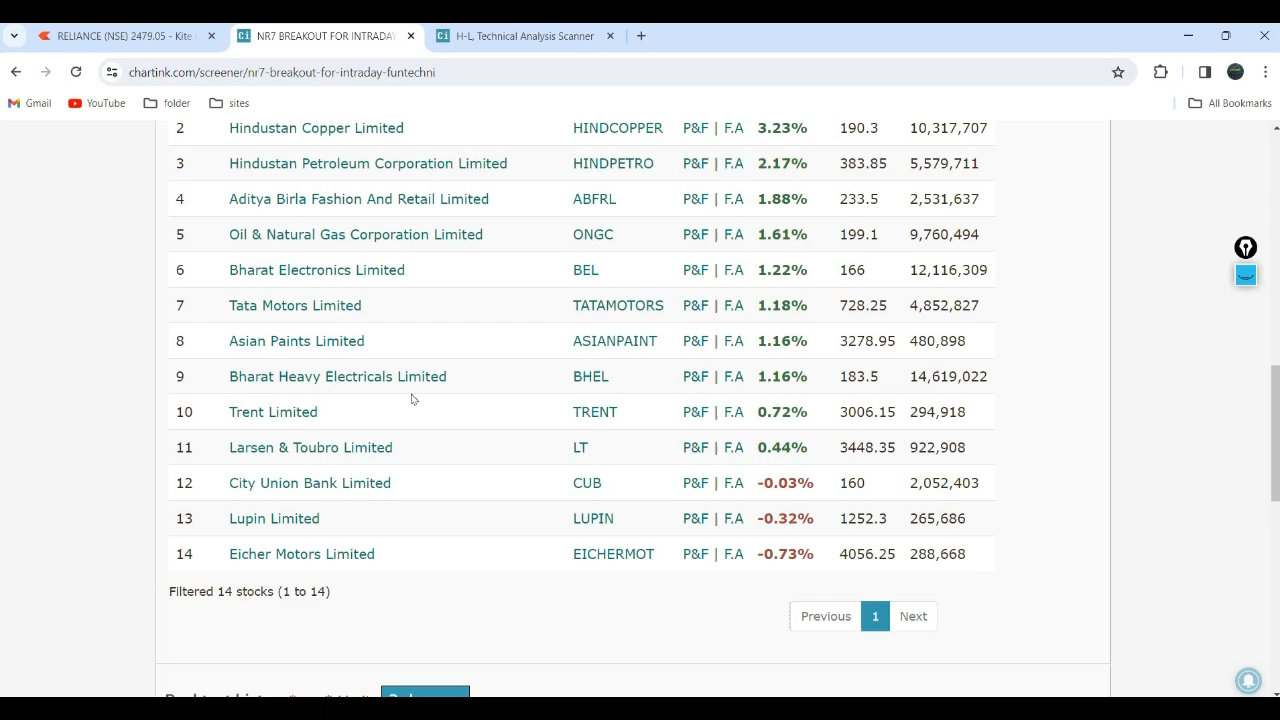 RELIANCE (NSE) 2479.05 - Kite
NR7 BREAKOUT FOR INTRADAY
H-L, Technical Analysis Scanner
chartink.com/screener/nr7-breakout-for-intraday-funtechni
Gmail YouTube folder sites All Bookmarks
2 Hindustan Copper Limited HINDCOPPER P&F | F.A 3.23% 190.3 10,317,707
3 Hindustan Petroleum Corporation Limited HINDPETRO P&F | F.A 2.17% 383.85 5,579,711
4 Aditya Birla Fashion And Retail Limited ABFRL P&F | F.A 1.88% 233.5 2,531,637
5 Oil & Natural Gas Corporation Limited ONGC P&F | F.A 1.61% 199.1 9,760,494
6 Bharat Electronics Limited BEL P&F | F.A 1.22% 166 12,116,309
7 Tata Motors Limited TATAMOTORS P&F | F.A 1.18% 728.25 4,852,827
8 Asian Paints Limited ASIANPAINT P&F | F.A 1.16% 3278.95 480,898
9 Bharat Heavy Electricals Limited BHEL P&F | F.A 1.16% 183.5 14,619,022
10 Trent Limited TRENT P&F | F.A 0.72% 3006.15 294,918
11 Larsen & Toubro Limited LT P&F | F.A 0.44% 3448.35 922,908
12 City Union Bank Limited CUB P&F | F.A -0.03% 160 2,052,403
13 Lupin Limited LUPIN P&F | F.A -0.32% 1252.3 265,686
14 Eicher Motors Limited EICHERMOT P&F | F.A -0.73% 4056.25 288,668
Filtered 14 stocks (1 to 14)
Previous 1 Next